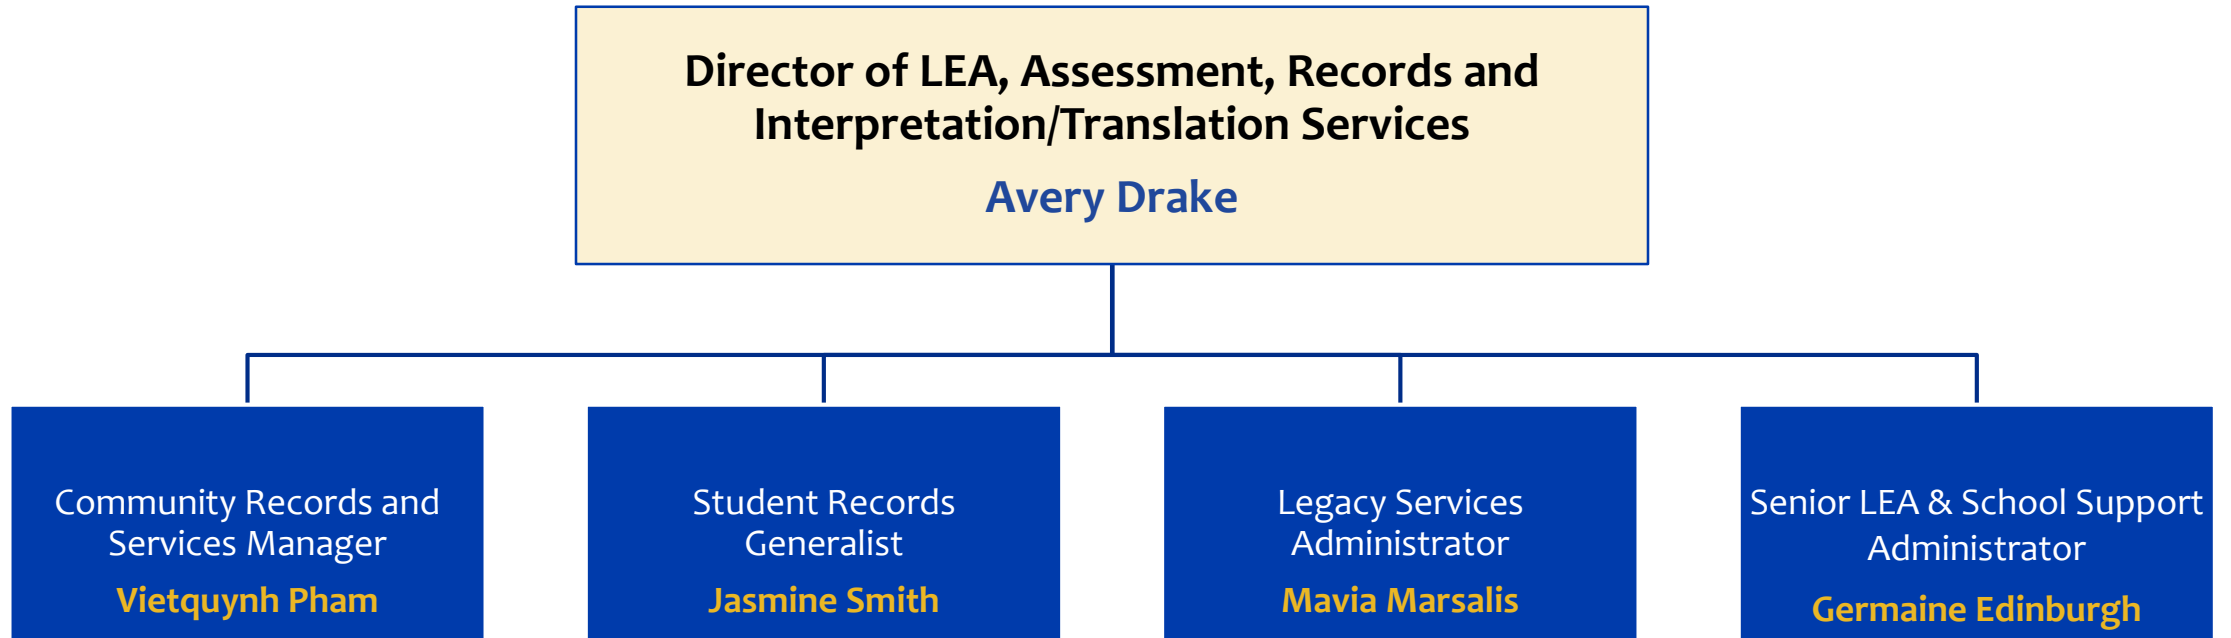 Director of LEA, Assessment, Records and
Interpretation/Translation Services
Avery Drake
Community Records and
Services Manager
Vietquynh Pham
Student Records
Generalist
Jasmine Smith
Legacy Services
Administrator
Mavia Marsalis
Senior LEA & School Support
Administrator
Germaine Edinburgh